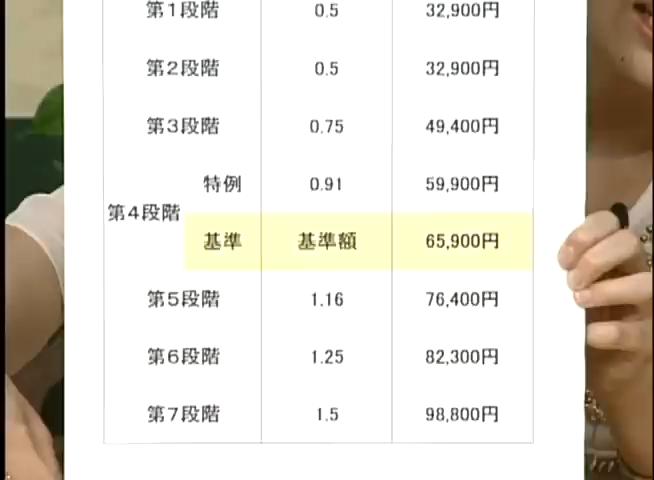 第1段階 0.5 32,900円
第2段階 0.5 32,900円
第3段階 0.75 49,400円
特例 0.91 59,900円
第4段階
基準 基準額 65,900円
第5段階 1.16 76,400円
第6段階 1.25 82,300円
第7段階 1.5 98,800円